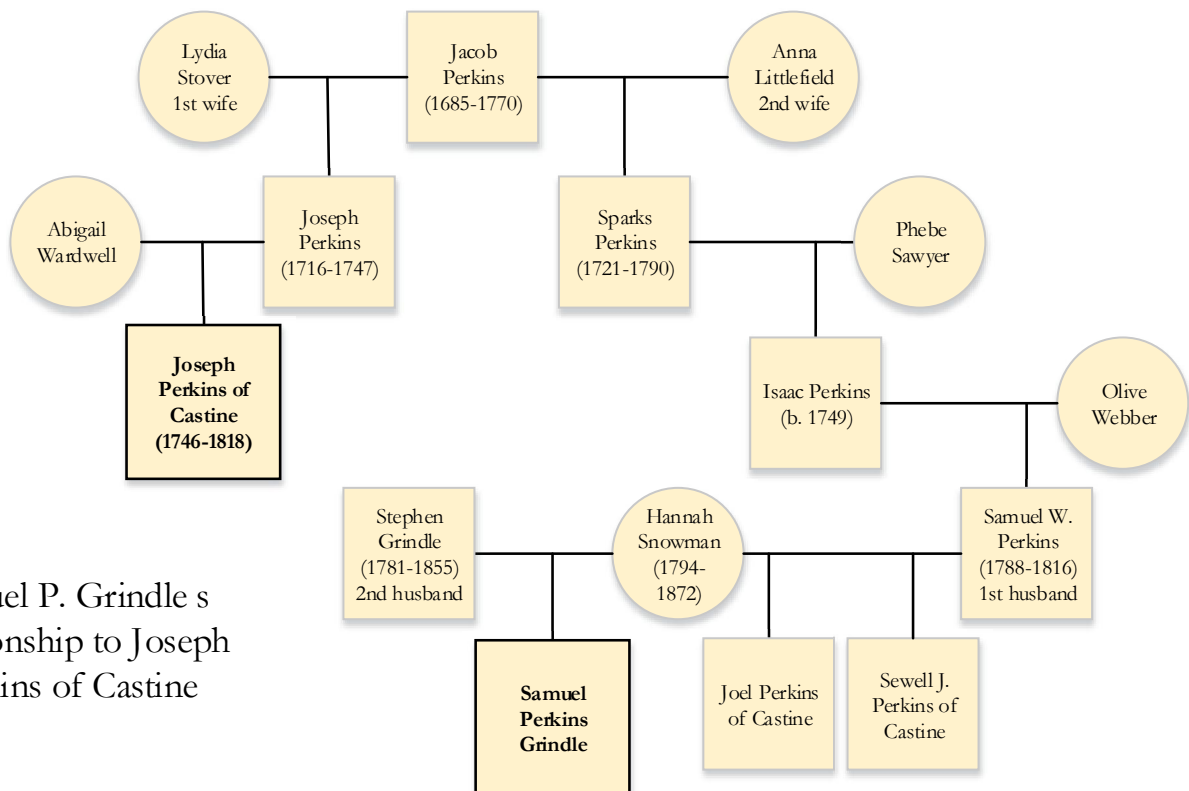 Lydia
Stover
1st wife
Jacob
Perkins
(1685-1770)
Anna
Littlefield
2nd wife
Abigail
Wardwell
Joseph
Perkins
(1716-1747)
Sparks
Perkins
(1721-1790)
Phebe
Sawyer
Joseph
Perkins of
Castine
(1746-1818)
Isaac Perkins
(b. 1749)
Olive
Webber
Stephen
Grindle
(1781-1855)
2nd husband
Hannah
Snowman
(1794-
1872)
Samuel W.
Perkins
(1788-1816)
1st husband
uel P. Grindle s
onship to Joseph
ins of Castine
Samuel
Perkins
Grindle
Joel Perkins
of Castine
Sewell J.
Perkins of
Castine